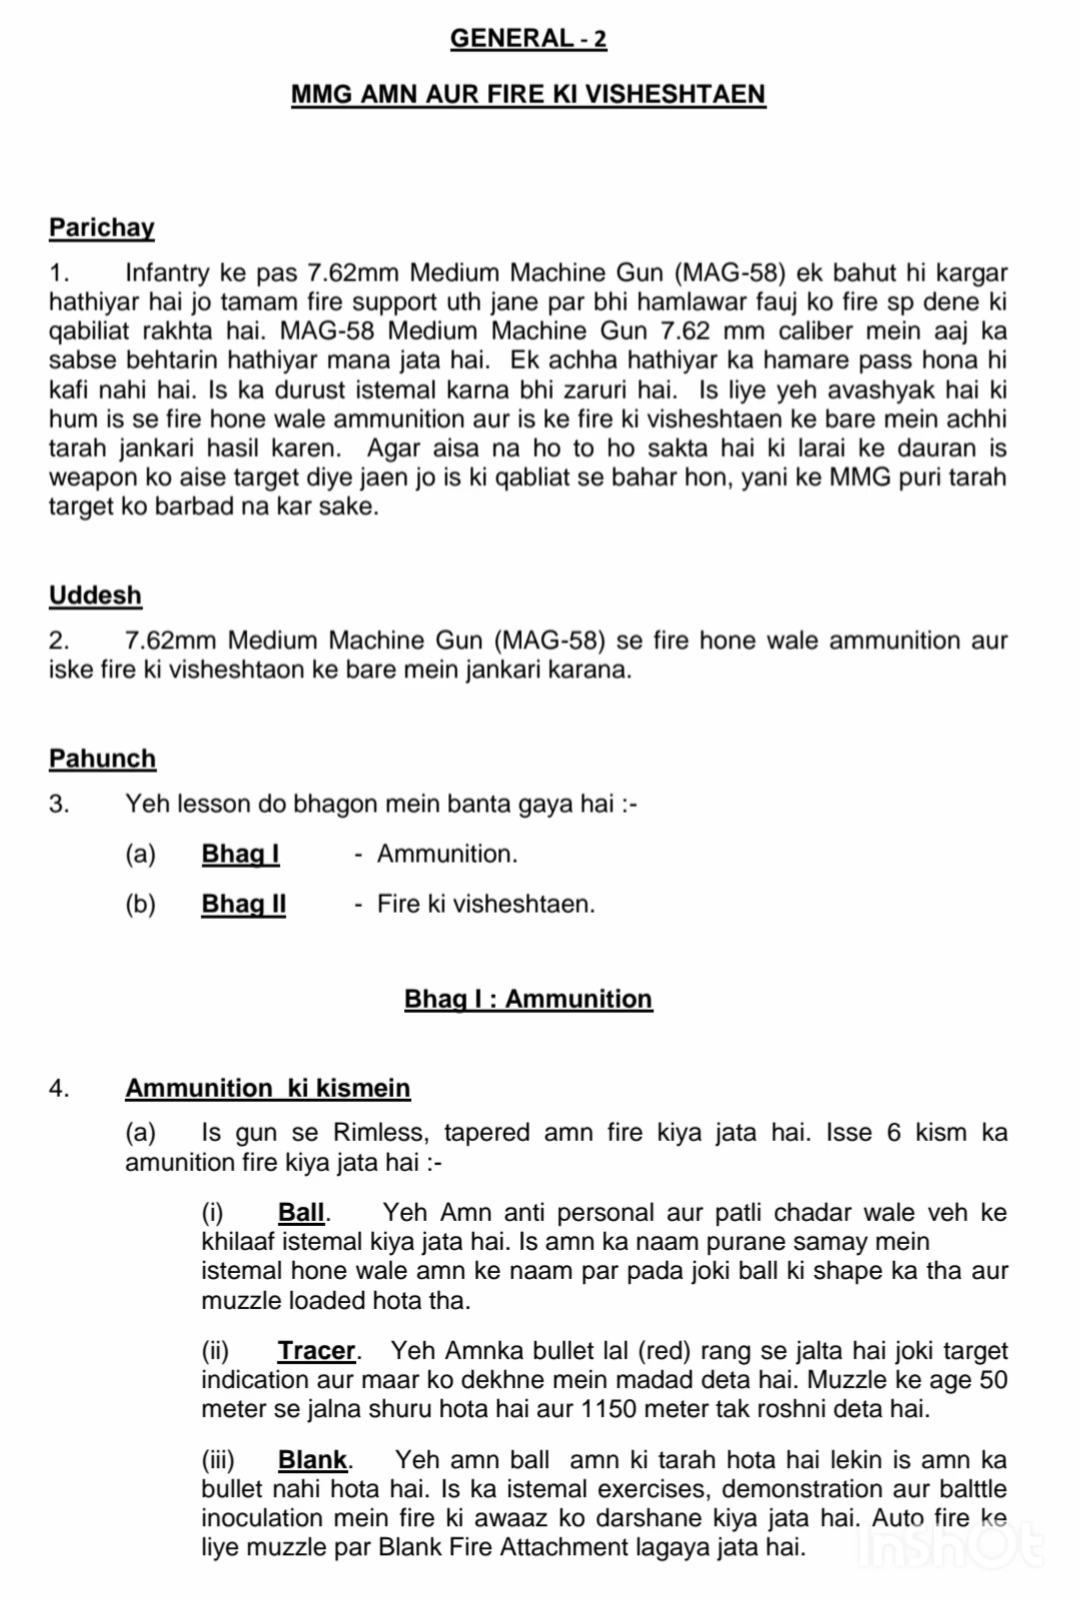 GENERAL - 2
MMG AMN AUR FIRE KI VISHESHTAEN
Parichay
1. Infantry ke pas 7.62mm Medium Machine Gun (MAG-58) ek bahut hi kargar
hathiyar hai jo tamam fire support uth jane par bhi hamlawar fauj ko fire sp dene ki
qabiliat rakhta hai. MAG-58 Medium Machine Gun 7.62 mm caliber mein aaj ka
sabse behtarin hathiyar mana jata hai. Ek achha hathiyar ka hamare pass hona hi
kafi nahi hai. Is ka durust istemal karna bhi zaruri hai. Is liye yeh avashyak hai ki
hum is se fire hone wale ammunition aur is ke fire ki visheshtaen ke bare mein achhi
tarah jankari hasil karen. Agar aisa na ho to ho sakta hai ki larai ke dauran is
weapon ko aise target diye jaen jo is ki qabliat se bahar hon, yani ke MMG puri tarah
target ko barbad na kar sake.
Uddesh
2. 7.62mm Medium Machine Gun (MAG-58) se fire hone wale ammunition aur
iske fire ki visheshtaon ke bare mein jankari karana.
Pahunch
3. Yeh lesson do bhagon mein banta gaya hai :-
(a) Bhag I - Ammunition.
(b) Bhag II - Fire ki visheshtaen.
Bhag I : Ammunition
4. Ammunition ki kismein
(a) Is gun se Rimless, tapered amn fire kiya jata hai. Isse 6 kism ka
amunition fire kiya jata hai :-
(i) Ball. Yeh Amn anti personal aur patli chadar wale veh ke
khilaaf istemal kiya jata hai. Is amn ka naam purane samay mein
istemal hone wale amn ke naam par pada joki ball ki shape ka tha aur
muzzle loaded hota tha.
(ii) Tracer. Yeh Amnka bullet lal (red) rang se jalta hai joki target
indication aur maar ko dekhne mein madad deta hai. Muzzle ke age 50
meter se jalna shuru hota hai aur 1150 meter tak roshni deta hai.
(iii) Blank. Yeh amn ball amn ki tarah hota hai lekin is amn ka
bullet nahi hota hai. Is ka istemal exercises, demonstration aur balttle
inoculation mein fire ki awaaz ko darshane kiya jata hai. Auto fire ke
liye muzzle par Blank Fire Attachment lagaya jata hai.
InShOt